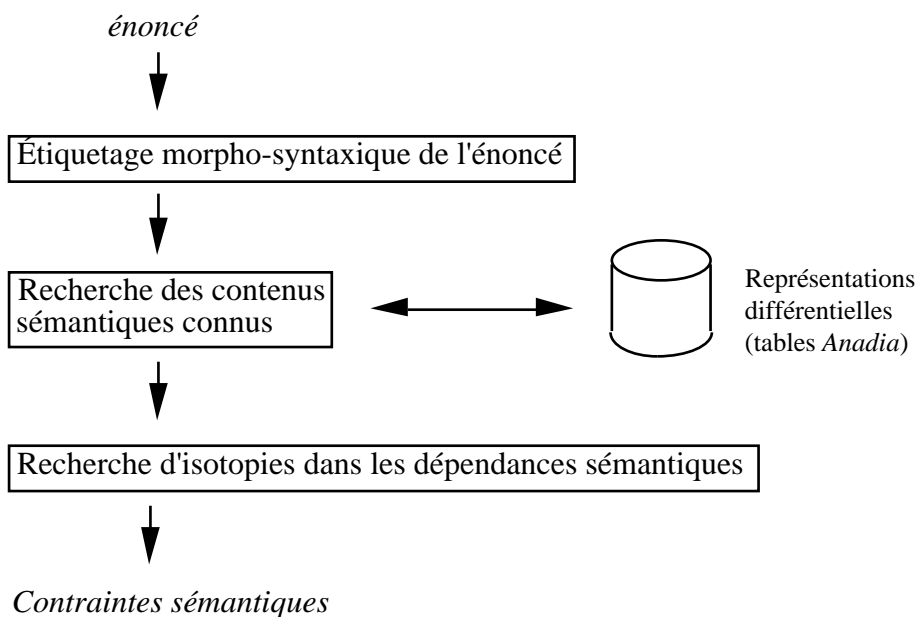 énoncé
Étiquetage morpho-syntaxique de l'énoncé
Recherche des contenus
sémantiques connus
Représentations
différentielles
(tables Anadia)
Recherche d'isotopies dans les dépendances sémantiques
Contraintes sémantiques